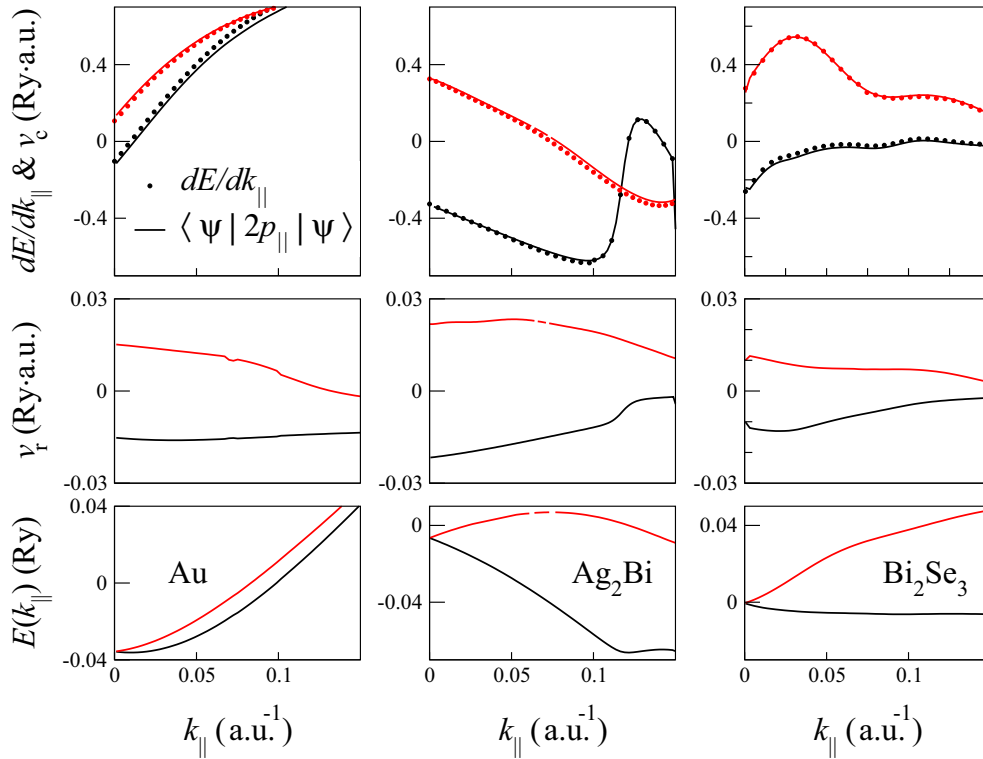 dE/dk|| & vc (Ry·a.u.)
0.4
0
-0.4
dE/dk||
⟨ ψ | 2p|| | ψ ⟩
0.4
0
-0.4
0.4
0
-0.4
vr (Ry·a.u.)
0.03
0
-0.03
0.03
0
-0.03
0.03
0
-0.03
E(k||) (Ry)
0.04
0
-0.04
Au
0
-0.04
Ag2Bi
0.04
0
Bi2Se3
0 0.05 0.1
0 0.05 0.1
0 0.05 0.1
k|| (a.u.-1)
k|| (a.u.-1)
k|| (a.u.-1)